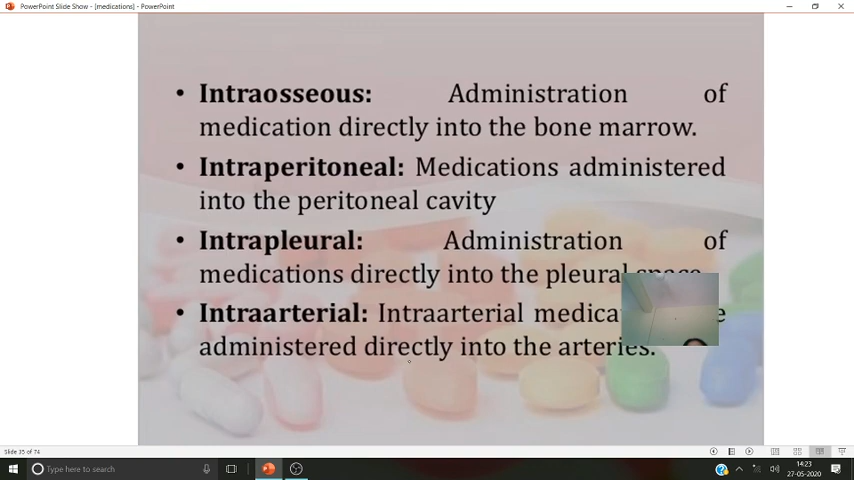 PowerPoint Slide Show - [medications] - PowerPoint
• Intraosseous: Administration of
medication directly into the bone marrow.
• Intraperitoneal: Medications administered
into the peritoneal cavity
• Intrapleural: Administration of
medications directly into the pleural space
• Intraarterial: Intraarterial
administered directly into the arteries.
Slide 35 of 74
Type here to search
14:23
27-05-2020